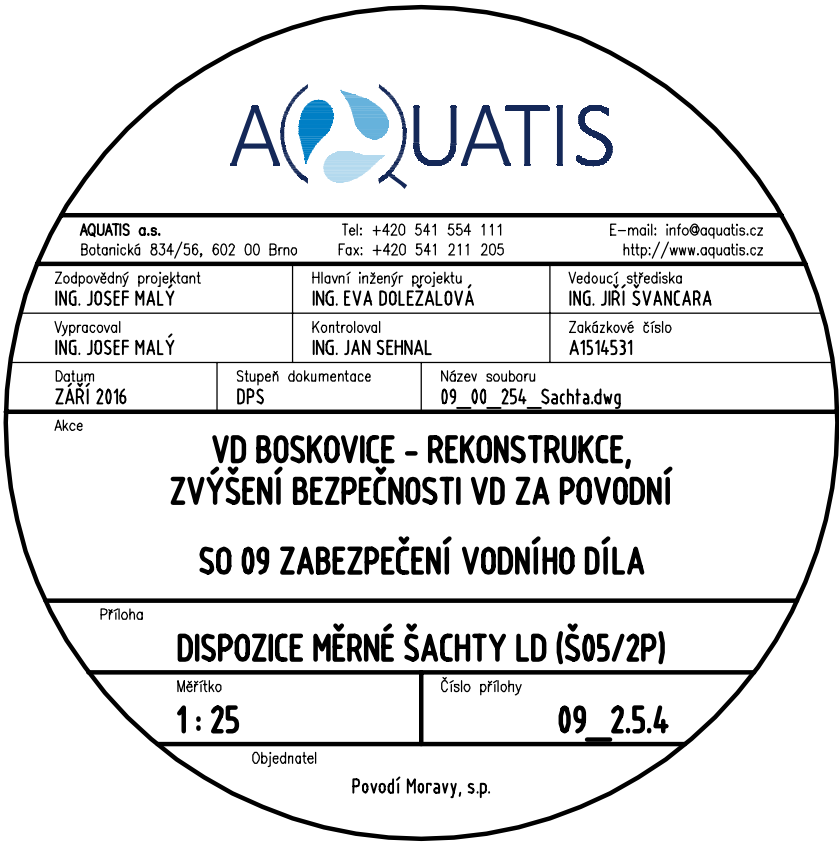 AQUATIS
AQUATIS a.s. Tel: +420 541 554 111 E-mail: info@aquatis.cz
Botanická 834/56, 602 00 Brno Fax: +420 541 211 205 http://www.aquatis.cz
Zodpovědný projektant Hlavní inženýr projektu Vedoucí střediska
ING. JOSEF MALÝ ING. EVA DOLEŽALOVÁ ING. JIŘÍ ŠVANCARA
Vypracoval Kontroloval Zakázkové číslo
ING. JOSEF MALÝ ING. JAN SEHNAL A1514531
Datum Stupeň dokumentace Název souboru
ZÁŘÍ 2016 DPS 09_00_254_Sachta.dwg
Akce
VD BOSKOVICE - REKONSTRUKCE,
ZVÝŠENÍ BEZPEČNOSTI VD ZA POVODNÍ
SO 09 ZABEZPEČENÍ VODNÍHO DÍLA
Příloha
DISPOZICE MĚRNÉ ŠACHTY LD (Š05/2P)
Měřítko Číslo přílohy
1 : 25 09_2.5.4
Objednatel
Povodí Moravy, s.p.